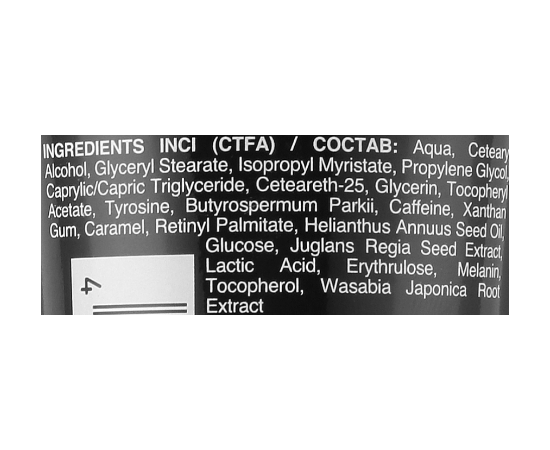 INGREDIENTS INCI (CTFA) / СОСТАВ: Aqua, Ceteary
Alcohol, Glyceryl Stearate, Isopropyl Myristate, Propylene Glycol,
Caprylic/Capric Triglyceride, Ceteareth-25, Glycerin, Tocopheryl
Acetate, Tyrosine, Butyrospermum Parkii, Caffeine, Xanthan
Gum, Caramel, Retinyl Palmitate, Helianthus Annuus Seed Oil,
Glucose, Juglans Regia Seed Extract,
Lactic Acid, Erythrulose, Melanin,
Tocopherol, Wasabia Japonica Root
Extract
4